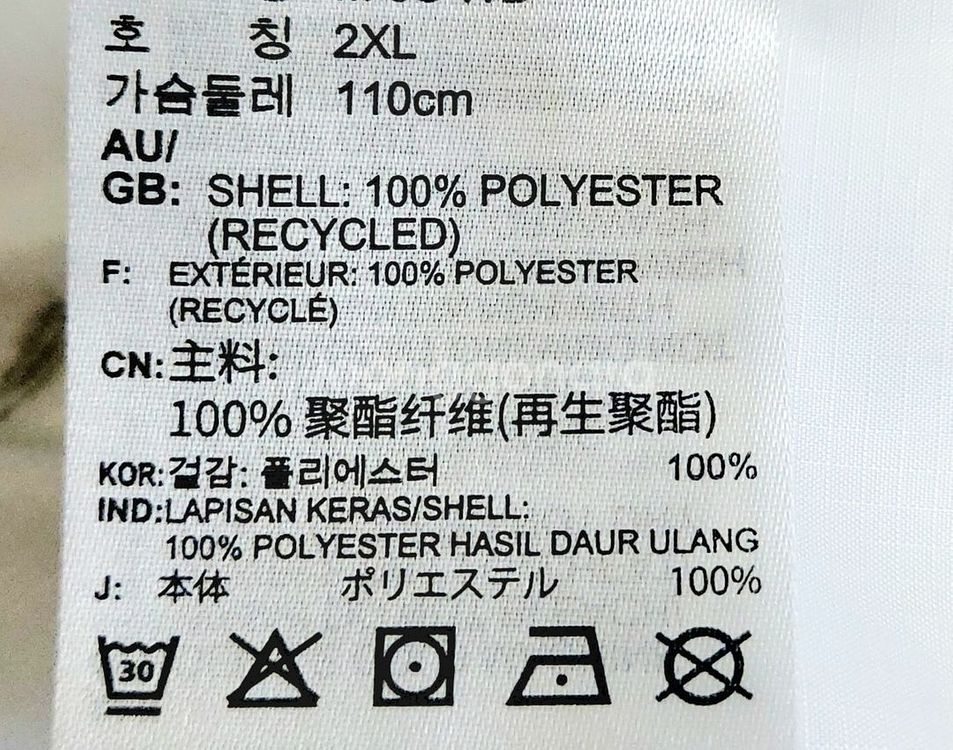 호 칭 2XL
가슴둘레 110cm
AU/
GB: SHELL: 100% POLYESTER
(RECYCLED)
F: EXTÉRIEUR: 100% POLYESTER
(RECYCLÉ)
CN: 主料:
100% 聚酯纤维(再生聚酯)
KOR: 겉감: 폴리에스터 100%
IND: LAPISAN KERAS/SHELL:
100% POLYESTER HASIL DAUR ULANG
J: 本体 ポリエステル 100%
30